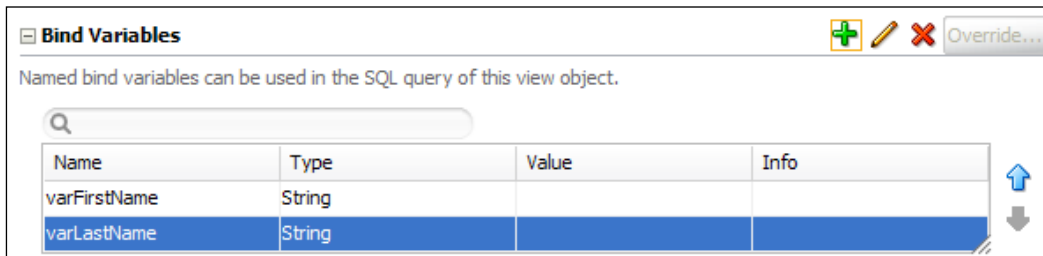 Bind Variables
Override...
Named bind variables can be used in the SQL query of this view object.
Name Type Value Info
varFirstName String
varLastName String